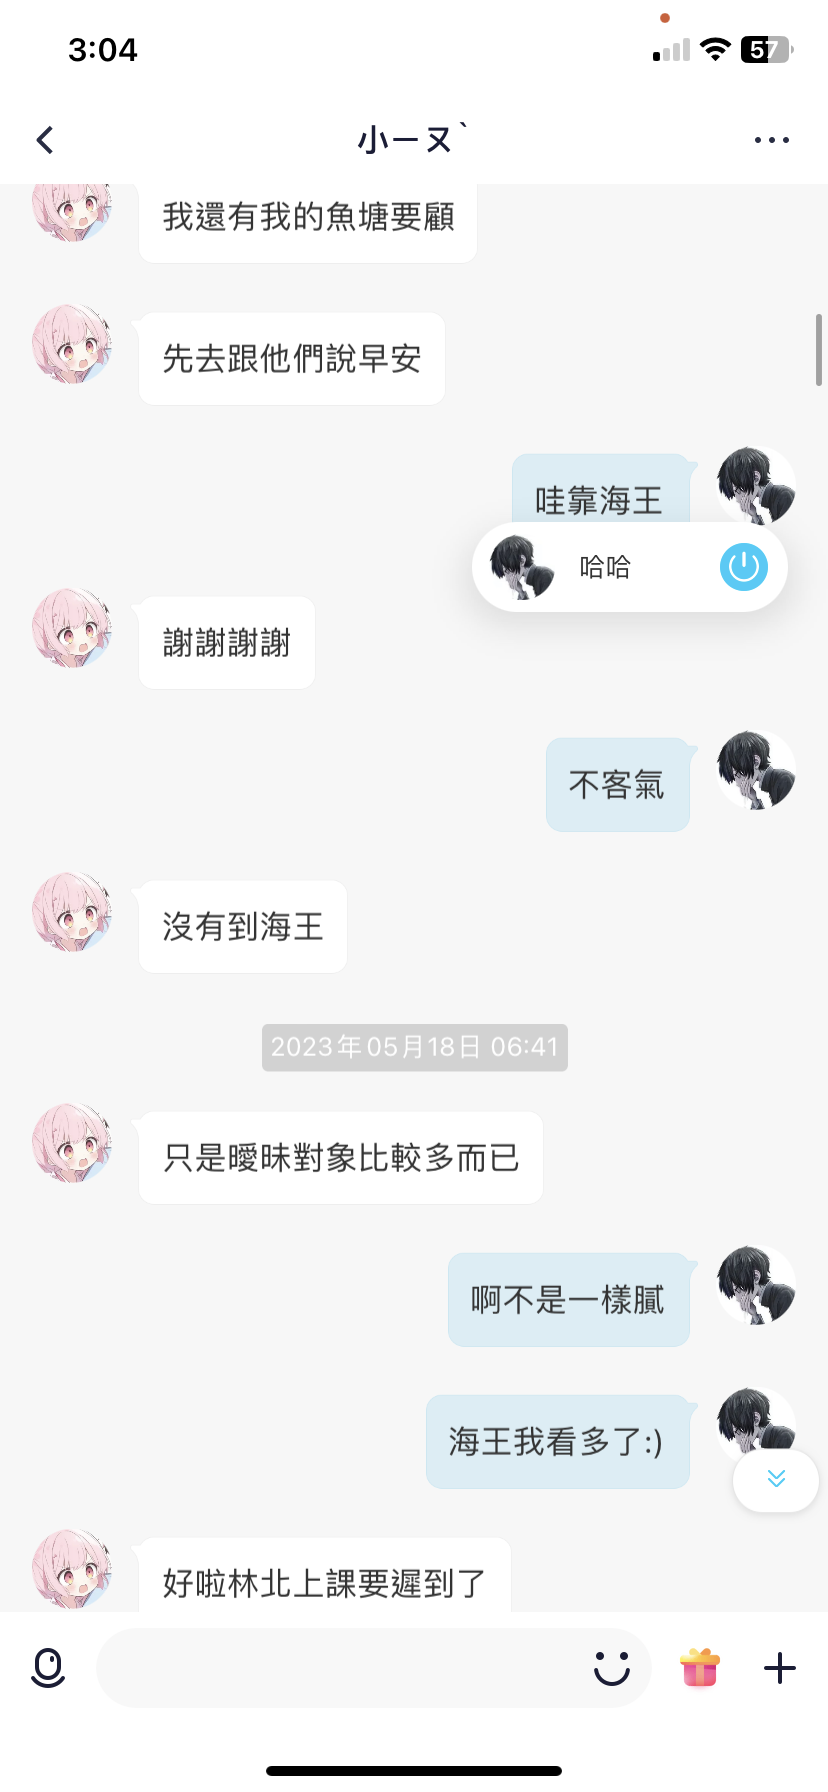 3:04
57
小ㄧヌˋ
我還有我的魚塘要顧
先去跟他們說早安
哇靠海王
哈哈
謝謝謝謝
不客氣
沒有到海王
2023年05月18日 06:41
只是曖昧對象比較多而已
啊不是一樣膩
海王我看多了:)
好啦林北上課要遲到了